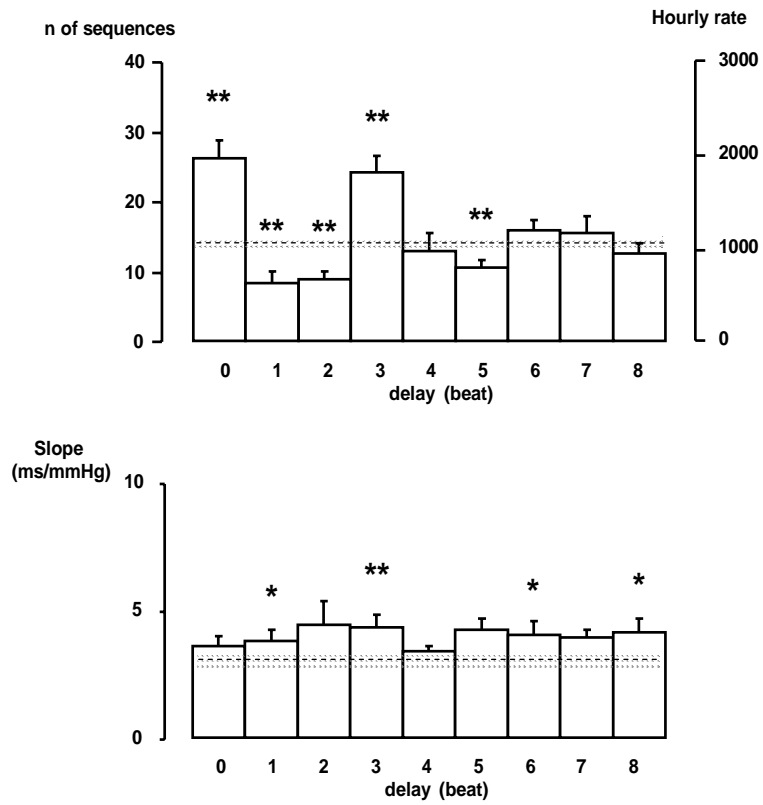 n of sequences
Hourly rate
40
30
20
10
0
3000
2000
1000
0
** ** ** ** **
0 1 2 3 4 5 6 7 8
delay (beat)
Slope
(ms/mmHg)
10
5
0
* ** * *
0 1 2 3 4 5 6 7 8
delay (beat)